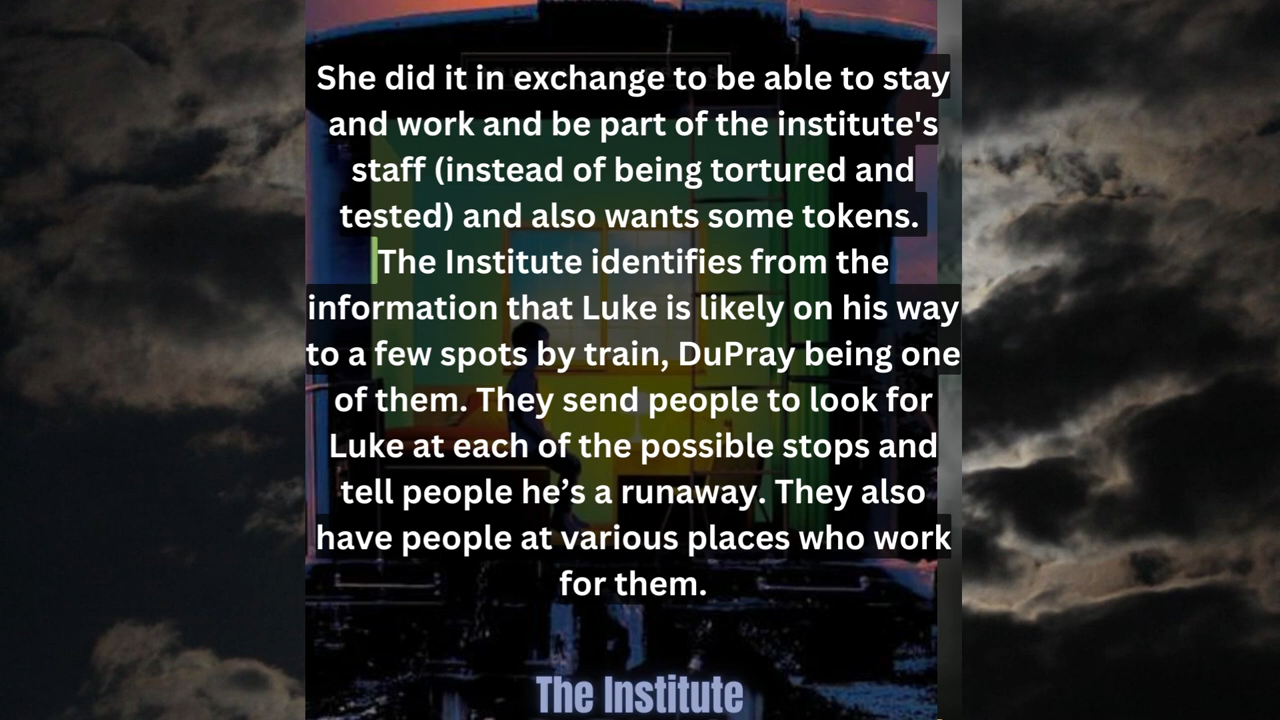 She did it in exchange to be able to stay
and work and be part of the institute's
staff (instead of being tortured and
tested) and also wants some tokens.
The Institute identifies from the
information that Luke is likely on his way
to a few spots by train, DuPray being one
of them. They send people to look for
Luke at each of the possible stops and
tell people he’s a runaway. They also
have people at various places who work
for them.
The Institute